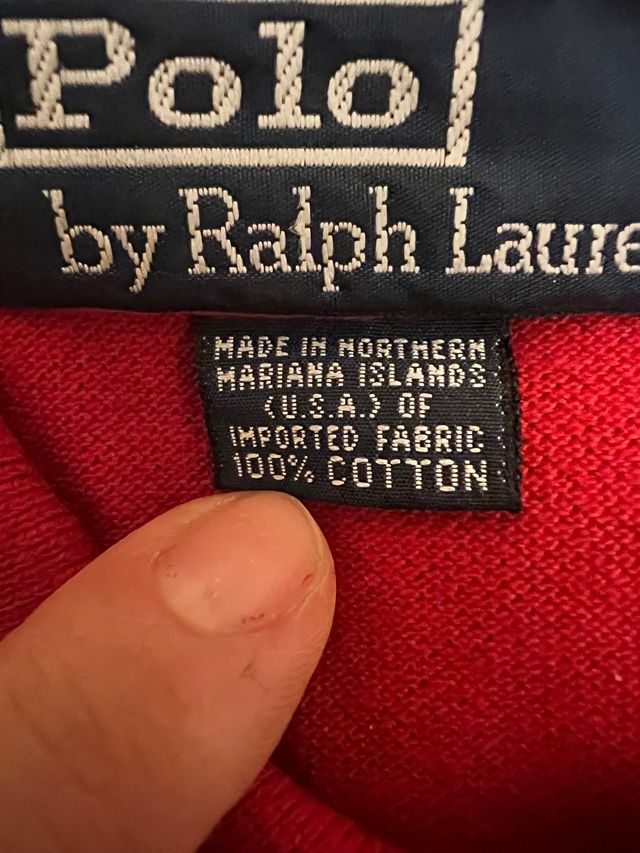 Polo
by Ralph Laure
MADE IN NORTHERN
MARIANA ISLANDS
(U.S.A.) OF
IMPORTED FABRIC
100% COTTON